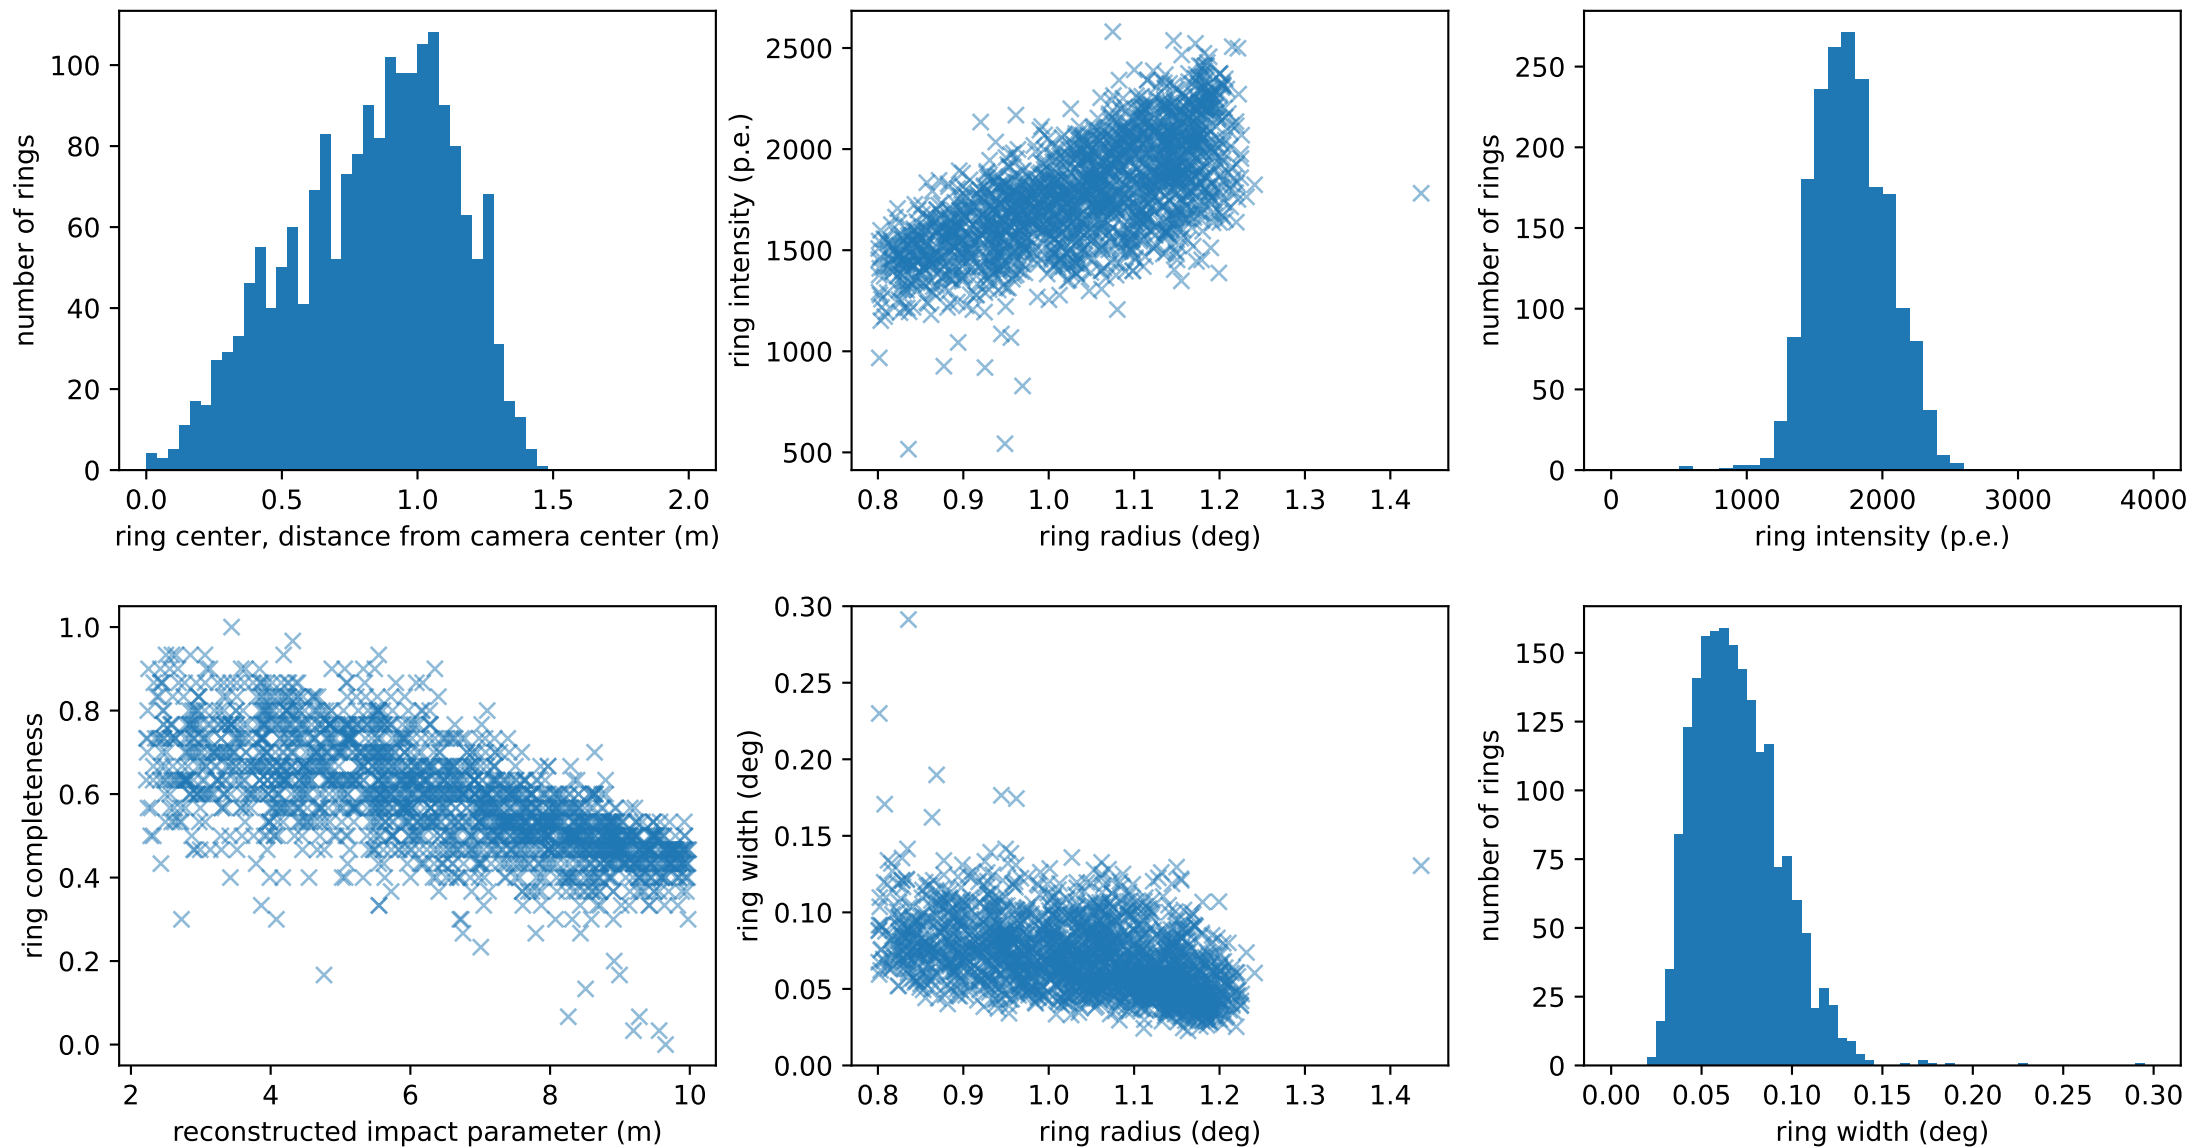 number of rings
100
80
60
40
20
0
0.0 0.5 1.0 1.5 2.0
ring center, distance from camera center (m)
ring intensity (p.e.)
2500
2000
1500
1000
500
0.8 0.9 1.0 1.1 1.2 1.3 1.4
ring radius (deg)
number of rings
250
200
150
100
50
0
0 1000 2000 3000 4000
ring intensity (p.e.)
ring completeness
1.0
0.8
0.6
0.4
0.2
0.0
2 4 6 8 10
reconstructed impact parameter (m)
ring width (deg)
0.30
0.25
0.20
0.15
0.10
0.05
0.00
0.8 0.9 1.0 1.1 1.2 1.3 1.4
ring radius (deg)
number of rings
150
125
100
75
50
25
0
0.00 0.05 0.10 0.15 0.20 0.25 0.30
ring width (deg)